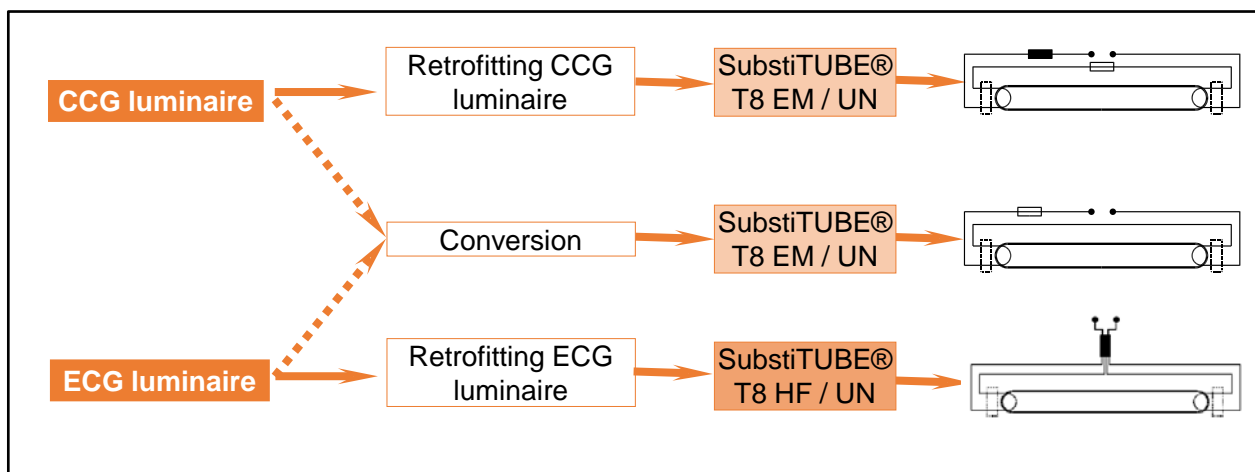 CCG luminaire
Retrofitting CCG
luminaire
SubstiTUBE®
T8 EM / UN
Conversion
SubstiTUBE®
T8 EM / UN
ECG luminaire
Retrofitting ECG
luminaire
SubstiTUBE®
T8 HF / UN